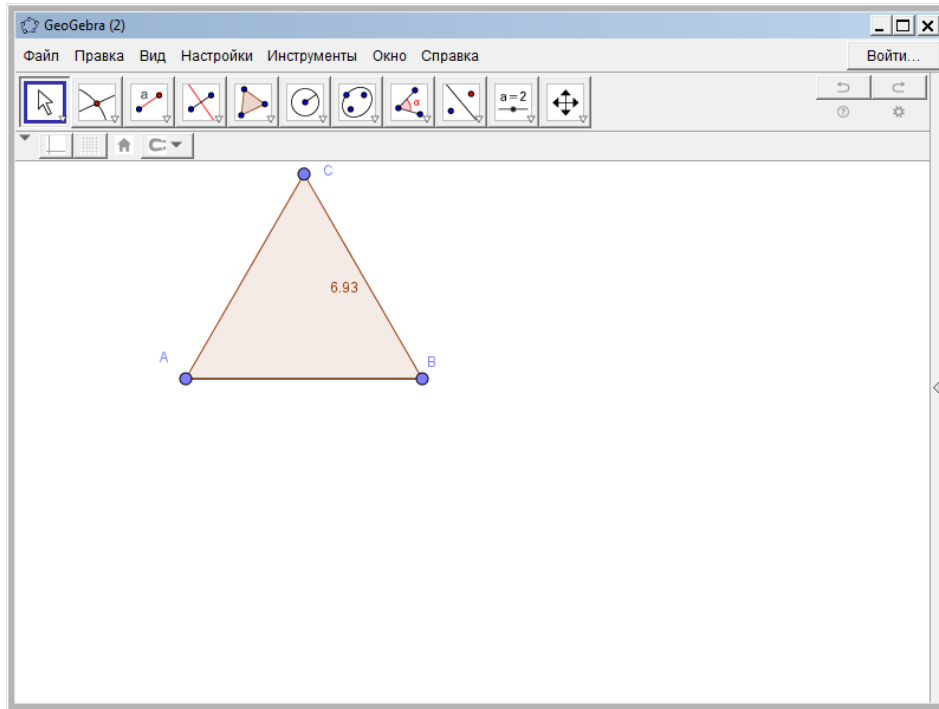 GeoGebra (2)
Файл Правка Вид Настройки Инструменты Окно Справка Войти...
a α a=2
C
6.93
A
B